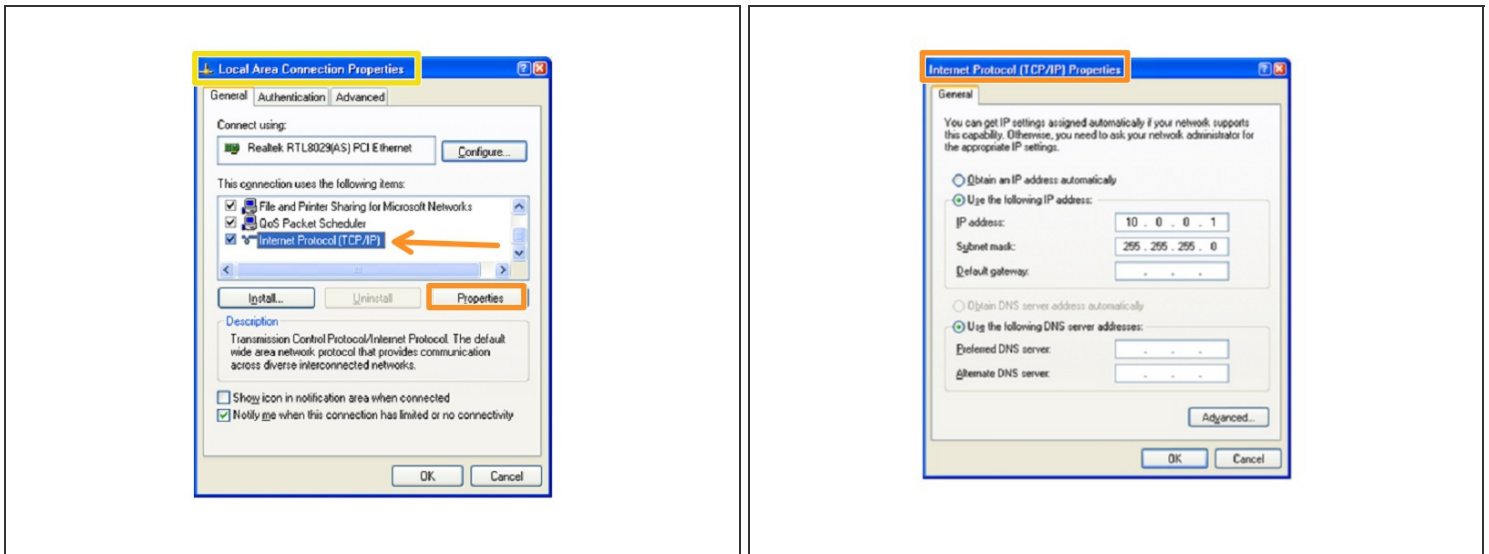 Local Area Connection Properties
General Authentication Advanced
Connect using:
Realtek RTL8029(AS) PCI Ethernet
Configure...
This connection uses the following items:
File and Printer Sharing for Microsoft Networks
QoS Packet Scheduler
Internet Protocol (TCP/IP)
Install... Uninstall Properties
Description
Transmission Control Protocol/Internet Protocol. The default
wide area network protocol that provides communication
across diverse interconnected networks.
Show icon in notification area when connected
Notify me when this connection has limited or no connectivity
OK Cancel
Internet Protocol (TCP/IP) Properties
General
You can get IP settings assigned automatically if your network supports
this capability. Otherwise, you need to ask your network administrator for
the appropriate IP settings.
Obtain an IP address automatically
Use the following IP address:
IP address: 10 . 0 . 0 . 1
Subnet mask: 255 . 255 . 255 . 0
Default gateway: . . .
Obtain DNS server address automatically
Use the following DNS server addresses:
Preferred DNS server: . . .
Alternate DNS server: . . .
Advanced...
OK Cancel